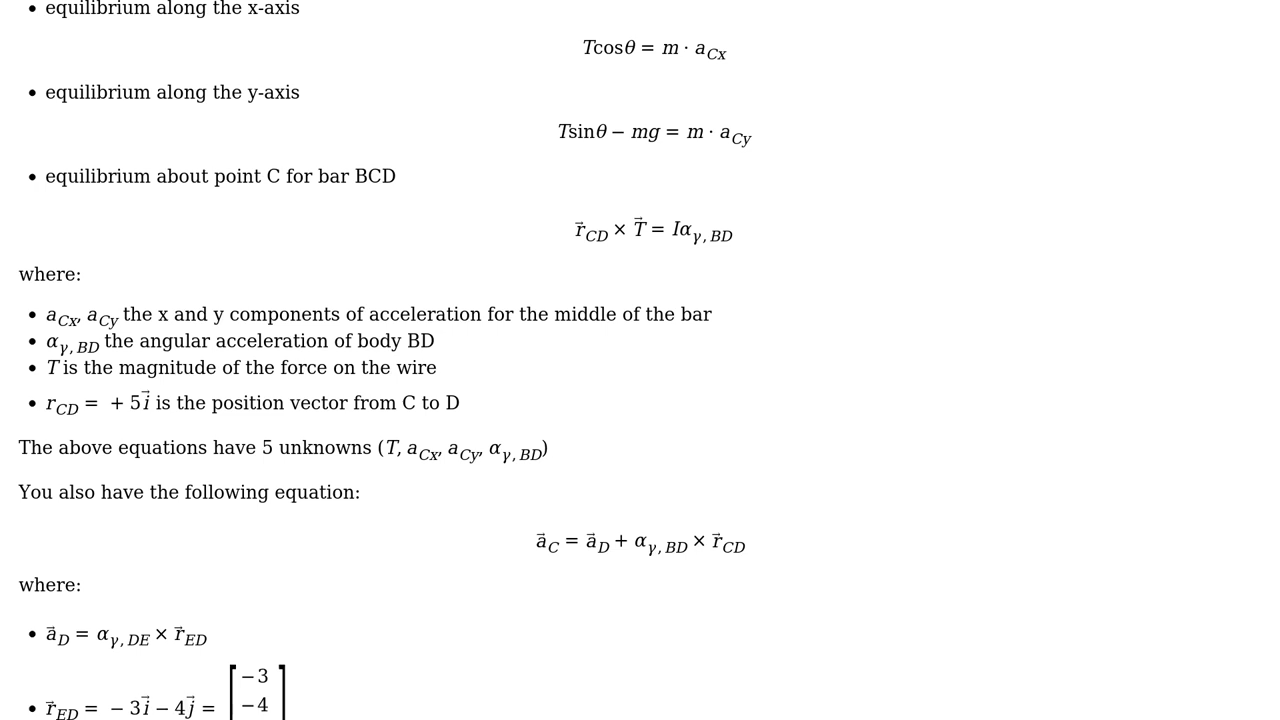 • equilibrium along the x-axis
Tcosθ = m · a_Cx
• equilibrium along the y-axis
Tsinθ − mg = m · a_Cy
• equilibrium about point C for bar BCD
r⃗_CD × T⃗ = Iα_γ,BD
where:
• a_Cx, a_Cy the x and y components of acceleration for the middle of the bar
• α_γ,BD the angular acceleration of body BD
• T is the magnitude of the force on the wire
• r_CD = + 5i⃗ is the position vector from C to D
The above equations have 5 unknowns (T, a_Cx, a_Cy, α_γ,BD)
You also have the following equation:
a⃗_C = a⃗_D + α_γ,BD × r⃗_CD
where:
• a⃗_D = α_γ,DE × r⃗_ED
• r⃗_ED = − 3i⃗ − 4j⃗ = [−3 −4]